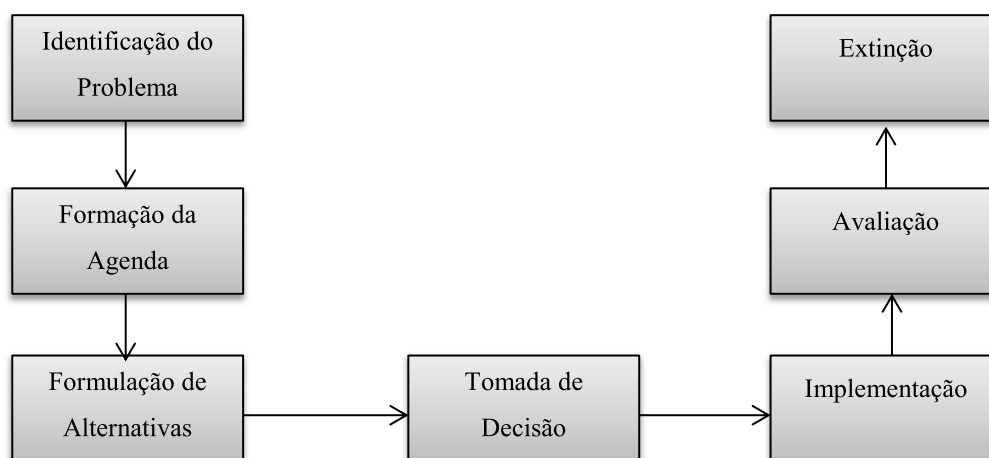 Identificação do
Problema
Formação da
Agenda
Formulação de
Alternativas
Tomada de
Decisão
Implementação
Avaliação
Extinção